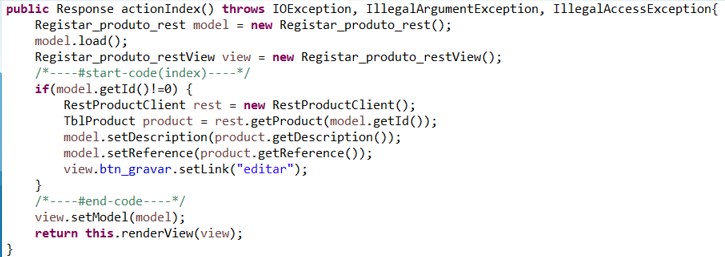 public Response actionIndex() throws IOException, IllegalArgumentException, IllegalAccessException{
Registar_produto_rest model = new Registar_produto_rest();
model.load();
Registar_produto_restView view = new Registar_produto_restView();
/*----#start-code(index)----*/
if(model.getId()!=0) {
RestProductClient rest = new RestProductClient();
TblProduct product = rest.getProduct(model.getId());
model.setDescription(product.getDescription());
model.setReference(product.getReference());
view.btn_gravar.setLink("editar");
}
/*----#end-code----*/
view.setModel(model);
return this.renderView(view);
}